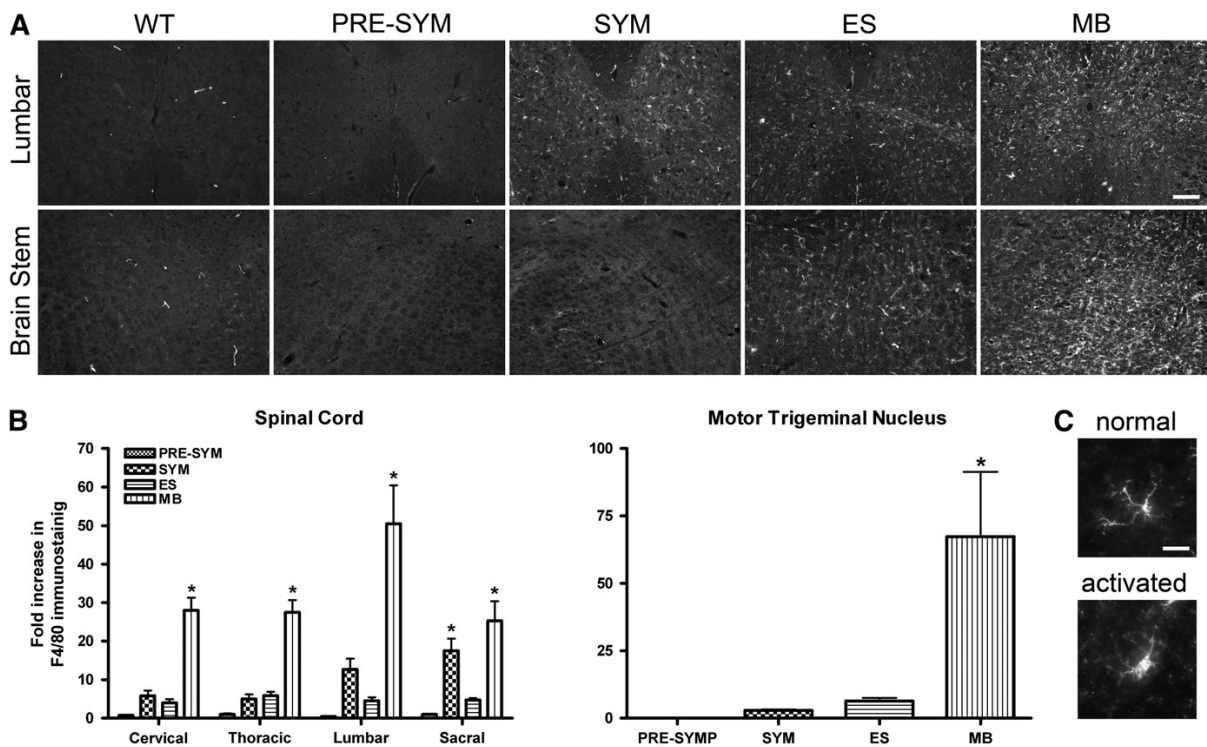 A
WT PRE-SYM SYM ES MB
Lumbar
Brain Stem
B
Spinal Cord
Fold increase in
F4/80 immunostainig
70
60
50
40
30
20
10
0
PRE-SYM
SYM
ES
MB
* * * * *
Cervical Thoracic Lumbar Sacral
Motor Trigeminal Nucleus
100
75
50
25
0
*
PRE-SYMP SYM ES MB
C
normal
activated